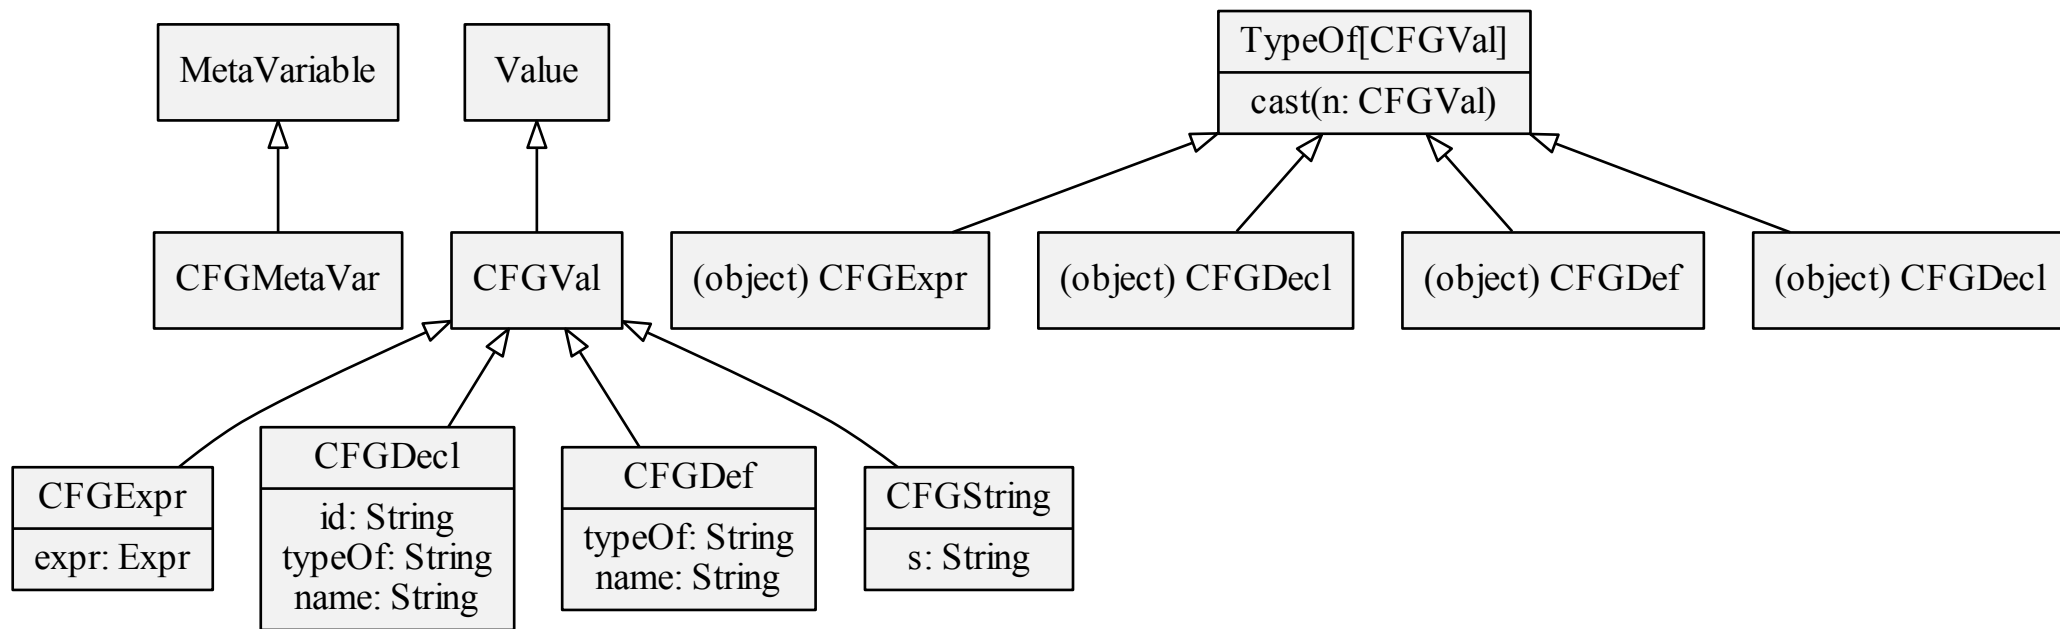 MetaVariable
Value
TypeOf[CFGVal]
cast(n: CFGVal)
CFGMetaVar
CFGVal
(object) CFGExpr
(object) CFGDecl
(object) CFGDef
(object) CFGDecl
CFGExpr
expr: Expr
CFGDecl
id: String
typeOf: String
name: String
CFGDef
typeOf: String
name: String
CFGString
s: String